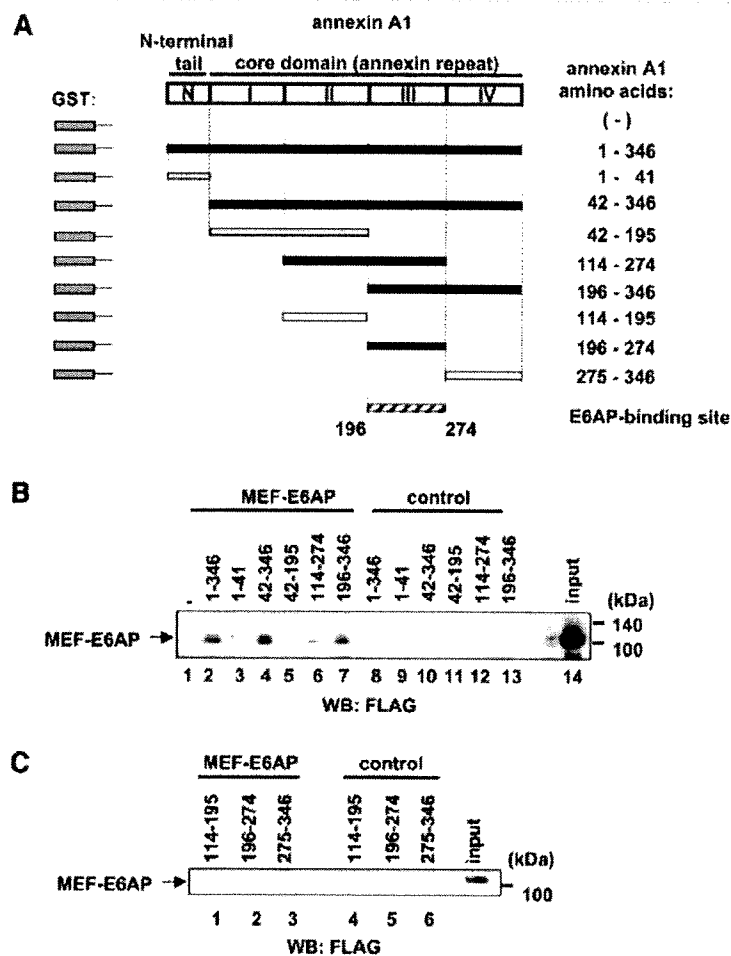 A
annexin A1
N-terminal
tail
core domain (annexin repeat)
annexin A1
amino acids:
GST:
N I II III IV
(-)
1 - 346
1 - 41
42 - 346
42 - 195
114 - 274
196 - 346
114 - 195
196 - 274
275 - 346
E6AP-binding site
196 274
B
MEF-E6AP control
- 1-346 1-41 42-346 42-195 114-274 196-346 1-346 1-41 42-346 42-195 114-274 196-346 input
(kDa)
MEF-E6AP
140
100
1 2 3 4 5 6 7 8 9 10 11 12 13 14
WB: FLAG
C
MEF-E6AP control
114-195 196-274 275-346 114-195 196-274 275-346 input
(kDa)
MEF-E6AP
100
1 2 3 4 5 6
WB: FLAG